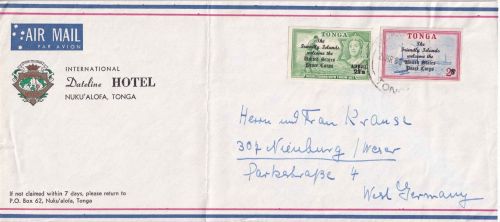 AIR MAIL
PAR AVION
INTERNATIONAL
Dateline HOTEL
NUKU'ALOFA, TONGA
TONGA
The
Friendly Islands
welcome the
United States
Peace Corps
TONGA
The
Friendly Islands
welcome the
United States
Peace Corps
Herrn und Frau Krause
307 Nienburg/Weser
Parkstraße 4
West Germany
If not claimed within 7 days, please return to
P.O. Box 62, Nuku'alofa, Tonga